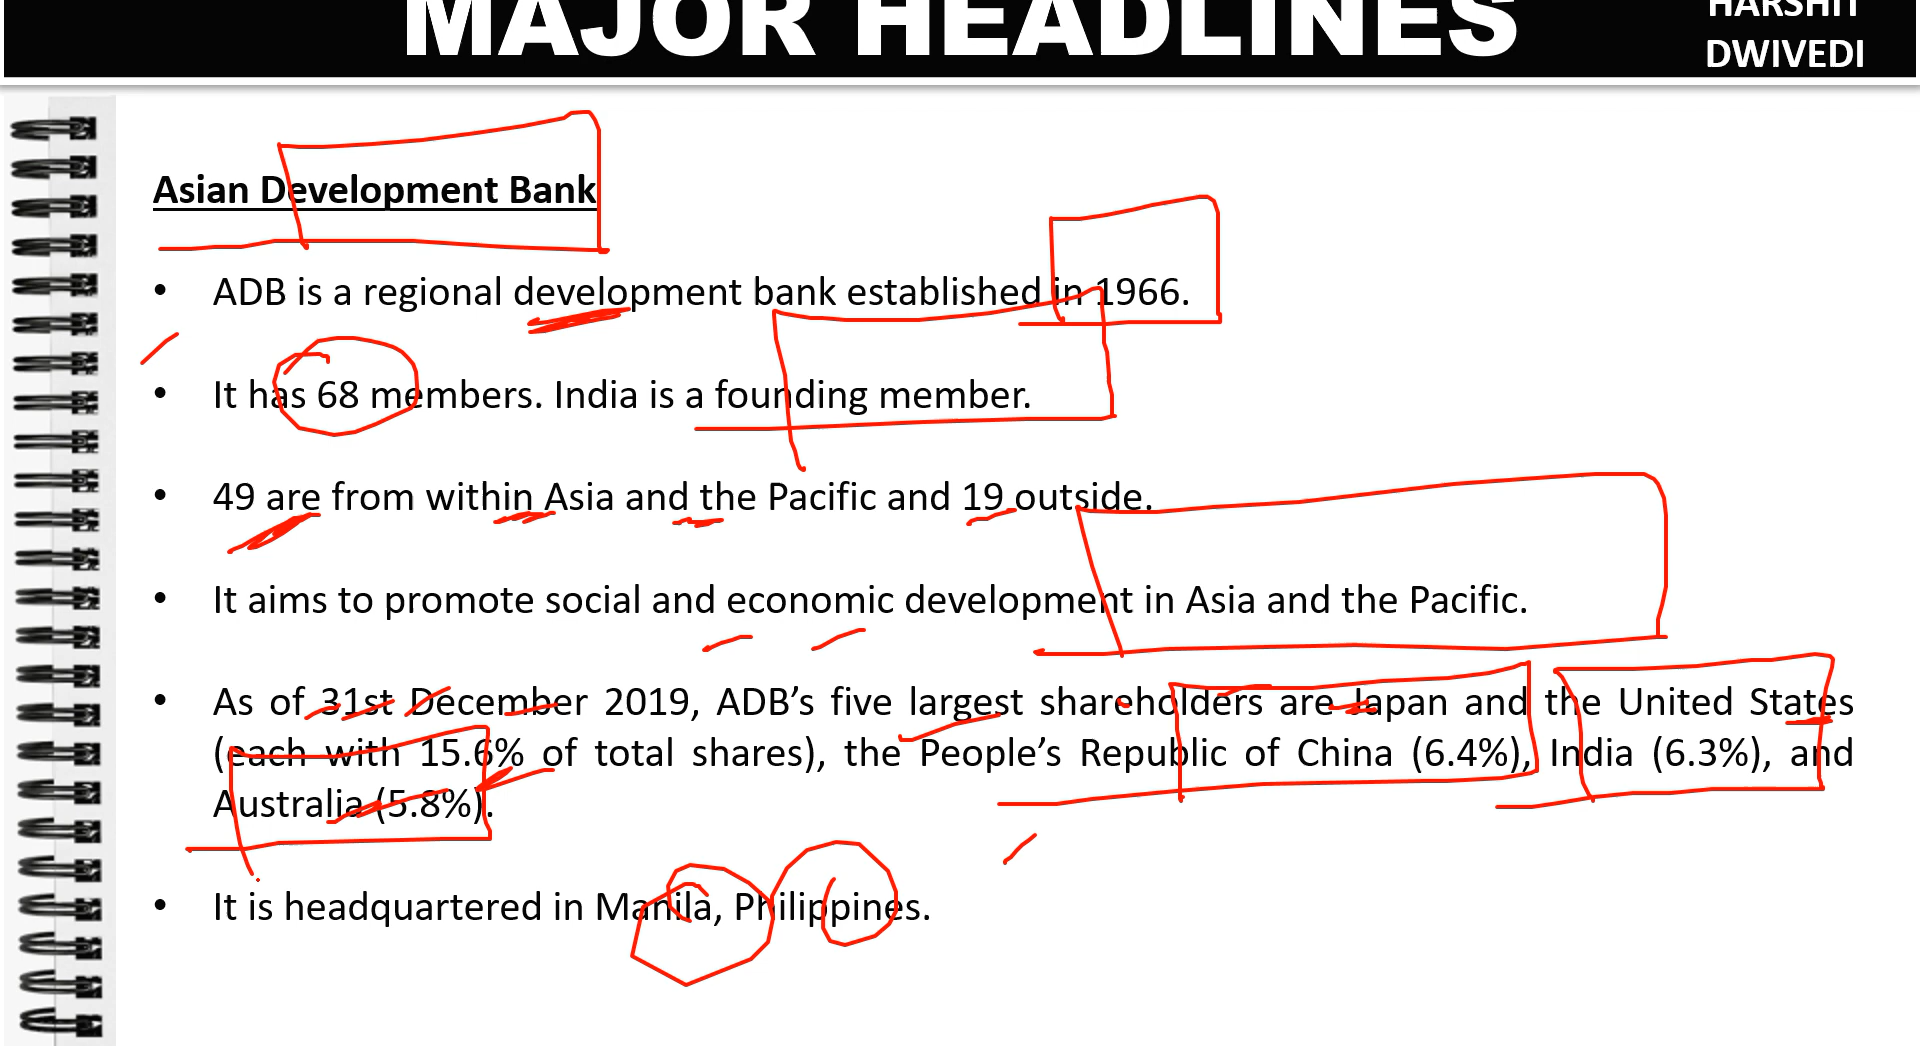 MAJOR HEADLINES
HARSHIT
DWIVEDI
Asian Development Bank
• ADB is a regional development bank established in 1966.
• It has 68 members. India is a founding member.
• 49 are from within Asia and the Pacific and 19 outside.
• It aims to promote social and economic development in Asia and the Pacific.
• As of 31st December 2019, ADB’s five largest shareholders are Japan and the United States
(each with 15.6% of total shares), the People’s Republic of China (6.4%), India (6.3%), and
Australia (5.8%).
• It is headquartered in Manila, Philippines.